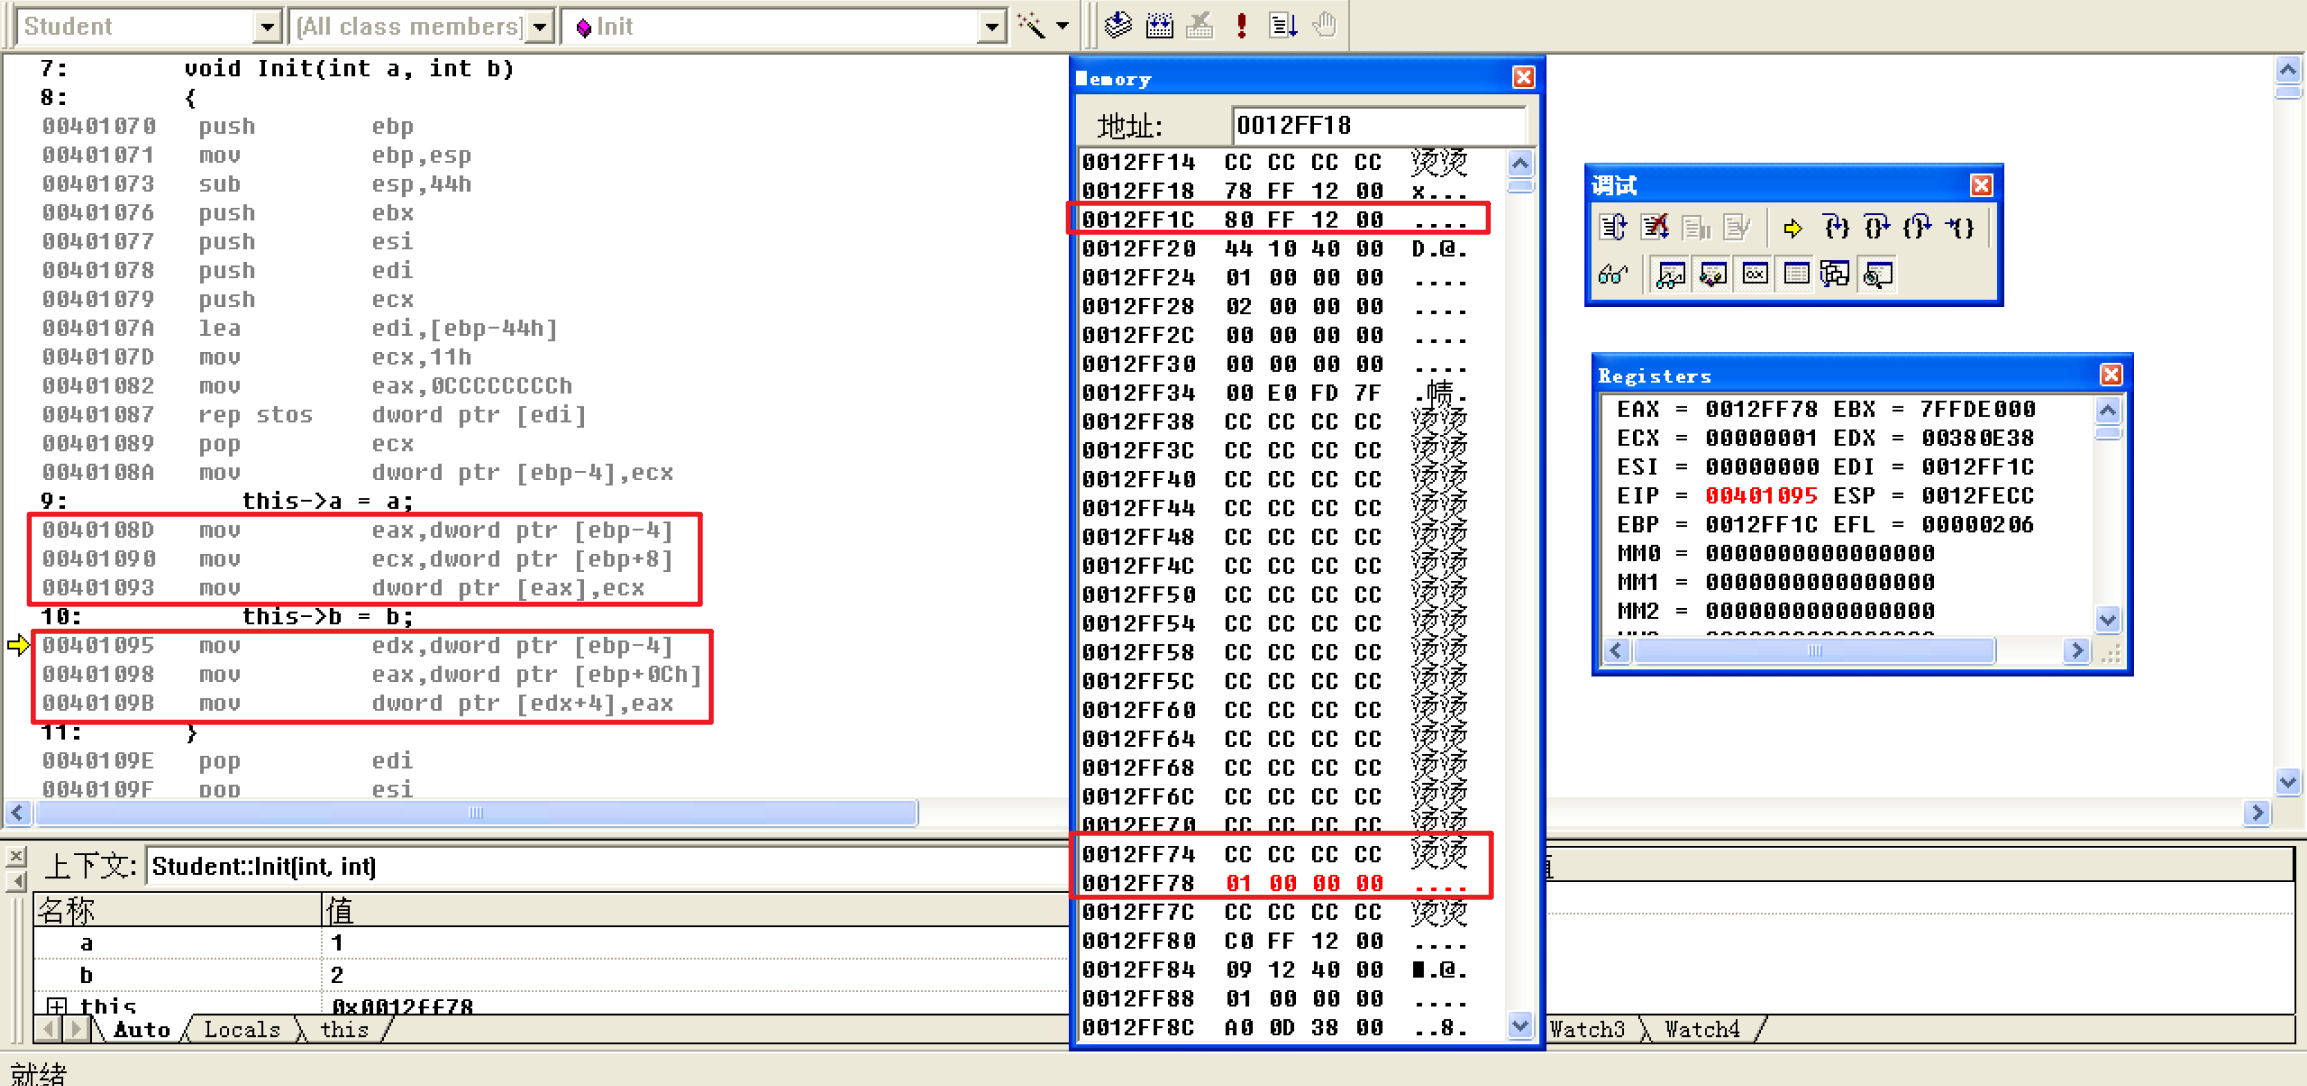 Student
[All class members]
Init
7: void Init(int a, int b)
8: {
00401070 push ebp
00401071 mov ebp,esp
00401073 sub esp,44h
00401076 push ebx
00401077 push esi
00401078 push edi
00401079 push ecx
0040107A lea edi,[ebp-44h]
0040107D mov ecx,11h
00401082 mov eax,0CCCCCCCCh
00401087 rep stos dword ptr [edi]
00401089 pop ecx
0040108A mov dword ptr [ebp-4],ecx
9: this->a = a;
0040108D mov eax,dword ptr [ebp-4]
00401090 mov ecx,dword ptr [ebp+8]
00401093 mov dword ptr [eax],ecx
10: this->b = b;
00401095 mov edx,dword ptr [ebp-4]
00401098 mov eax,dword ptr [ebp+0Ch]
0040109B mov dword ptr [edx+4],eax
11: }
0040109E pop edi
0040109F pop esi
Memory
地址: 0012FF18
0012FF14 CC CC CC CC 烫烫
0012FF18 78 FF 12 00 x...
0012FF1C 80 FF 12 00 ....
0012FF20 44 10 40 00 D.@.
0012FF24 01 00 00 00 ....
0012FF28 02 00 00 00 ....
0012FF2C 00 00 00 00 ....
0012FF30 00 00 00 00 ....
0012FF34 00 E0 FD 7F .帻.
0012FF38 CC CC CC CC 烫烫
0012FF3C CC CC CC CC 烫烫
0012FF40 CC CC CC CC 烫烫
0012FF44 CC CC CC CC 烫烫
0012FF48 CC CC CC CC 烫烫
0012FF4C CC CC CC CC 烫烫
0012FF50 CC CC CC CC 烫烫
0012FF54 CC CC CC CC 烫烫
0012FF58 CC CC CC CC 烫烫
0012FF5C CC CC CC CC 烫烫
0012FF60 CC CC CC CC 烫烫
0012FF64 CC CC CC CC 烫烫
0012FF68 CC CC CC CC 烫烫
0012FF6C CC CC CC CC 烫烫
0012FF70 CC CC CC CC 烫烫
0012FF74 CC CC CC CC 烫烫
0012FF78 01 00 00 00 ....
0012FF7C CC CC CC CC 烫烫
0012FF80 C0 FF 12 00 ....
0012FF84 09 12 40 00 ■.@.
0012FF88 01 00 00 00 ....
0012FF8C A0 0D 38 00 ..8.
调试
Registers
EAX = 0012FF78 EBX = 7FFDE000
ECX = 00000001 EDX = 00380E38
ESI = 00000000 EDI = 0012FF1C
EIP = 00401095 ESP = 0012FECC
EBP = 0012FF1C EFL = 00000206
MM0 = 0000000000000000
MM1 = 0000000000000000
MM2 = 0000000000000000
上下文: Student::Init(int, int)
名称 值
a 1
b 2
this 0x0012ff78
Auto Locals this
Watch3 Watch4
就绪